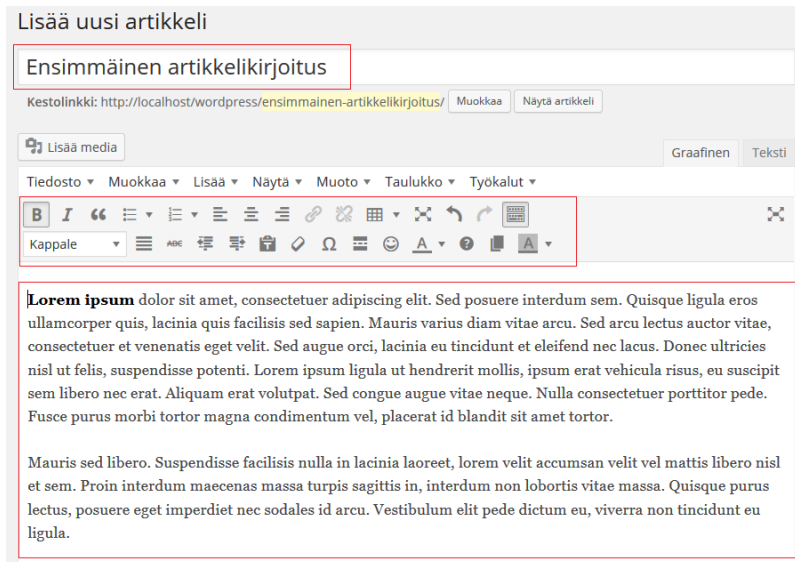 Lisää uusi artikkeli
Ensimmäinen artikkelikirjoitus
Kestolinkki: http://localhost/wordpress/ensimmainen-artikkelikirjoitus/ Muokkaa Näytä artikkeli
Lisää media
Graafinen Teksti
Tiedosto Muokkaa Lisää Näytä Muoto Taulukko Työkalut
B I
Kappale ABC Ω A A
Lorem ipsum dolor sit amet, consectetuer adipiscing elit. Sed posuere interdum sem. Quisque ligula eros
ullamcorper quis, lacinia quis facilisis sed sapien. Mauris varius diam vitae arcu. Sed arcu lectus auctor vitae,
consectetuer et venenatis eget velit. Sed augue orci, lacinia eu tincidunt et eleifend nec lacus. Donec ultricies
nisl ut felis, suspendisse potenti. Lorem ipsum ligula ut hendrerit mollis, ipsum erat vehicula risus, eu suscipit
sem libero nec erat. Aliquam erat volutpat. Sed congue augue vitae neque. Nulla consectetuer porttitor pede.
Fusce purus morbi tortor magna condimentum vel, placerat id blandit sit amet tortor.
Mauris sed libero. Suspendisse facilisis nulla in lacinia laoreet, lorem velit accumsan velit vel mattis libero nisl
et sem. Proin interdum maecenas massa turpis sagittis in, interdum non lobortis vitae massa. Quisque purus
lectus, posuere eget imperdiet nec sodales id arcu. Vestibulum elit pede dictum eu, viverra non tincidunt eu
ligula.